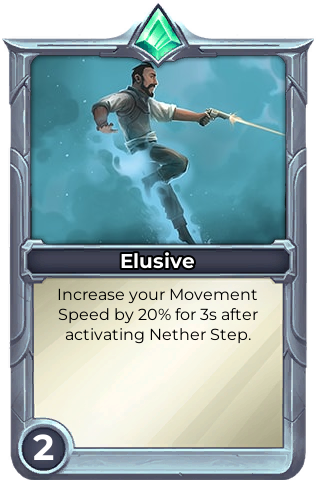 Elusive
Increase your Movement
Speed by 20% for 3s after
activating Nether Step.
2